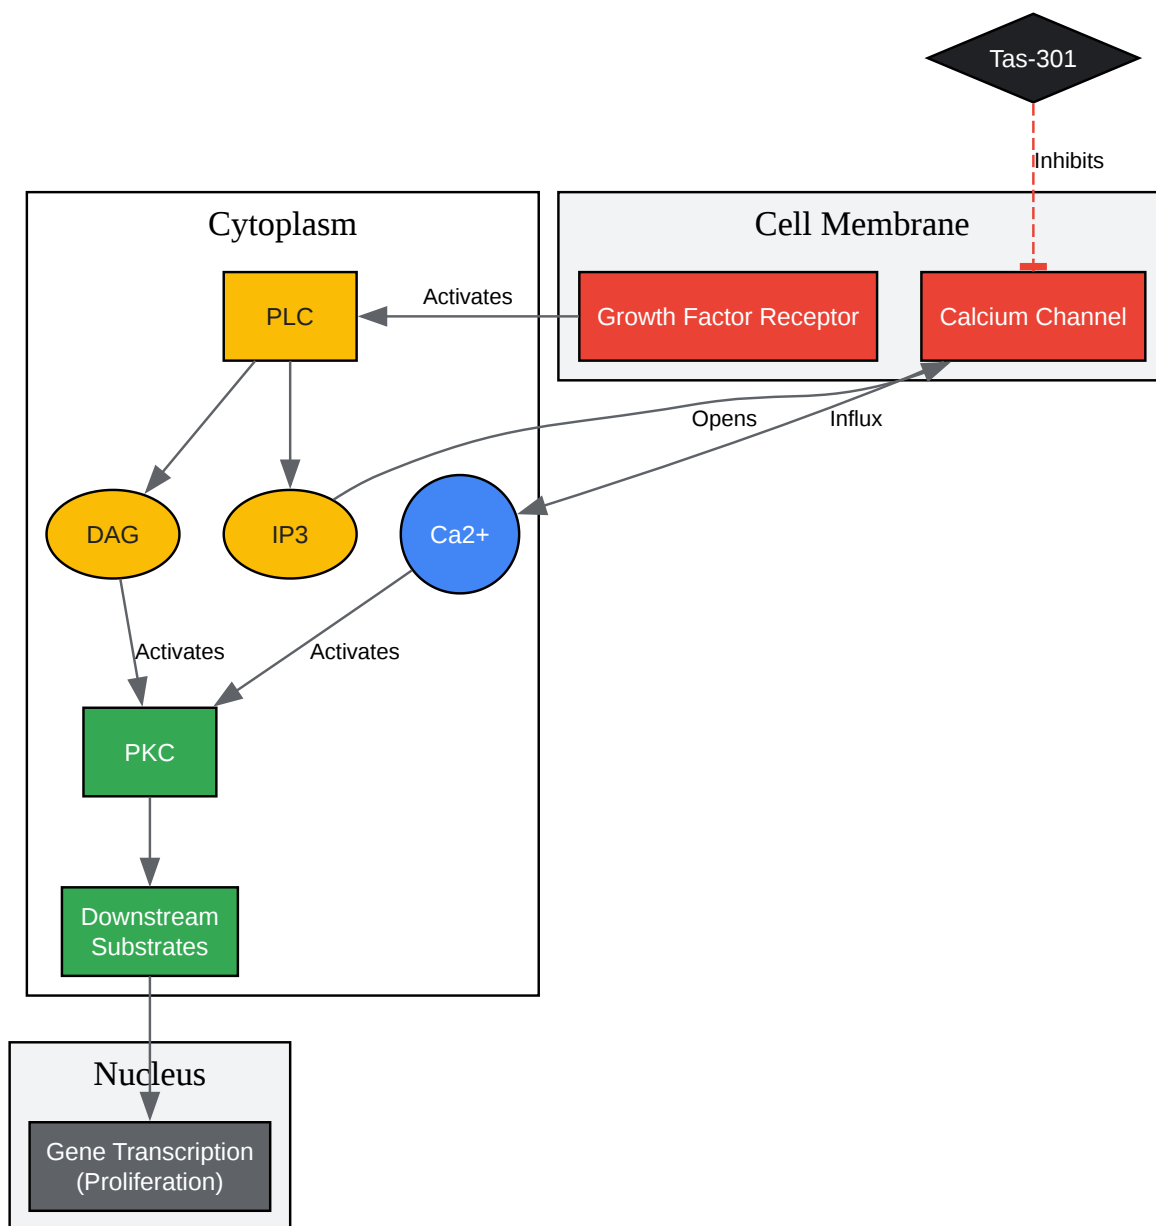 Tas-301
Inhibits
Cytoplasm
Cell Membrane
PLC
Activates
Growth Factor Receptor
Calcium Channel
Opens
Influx
DAG
IP3
Ca2+
Activates
Activates
PKC
Downstream
Substrates
Nucleus
Gene Transcription
(Proliferation)